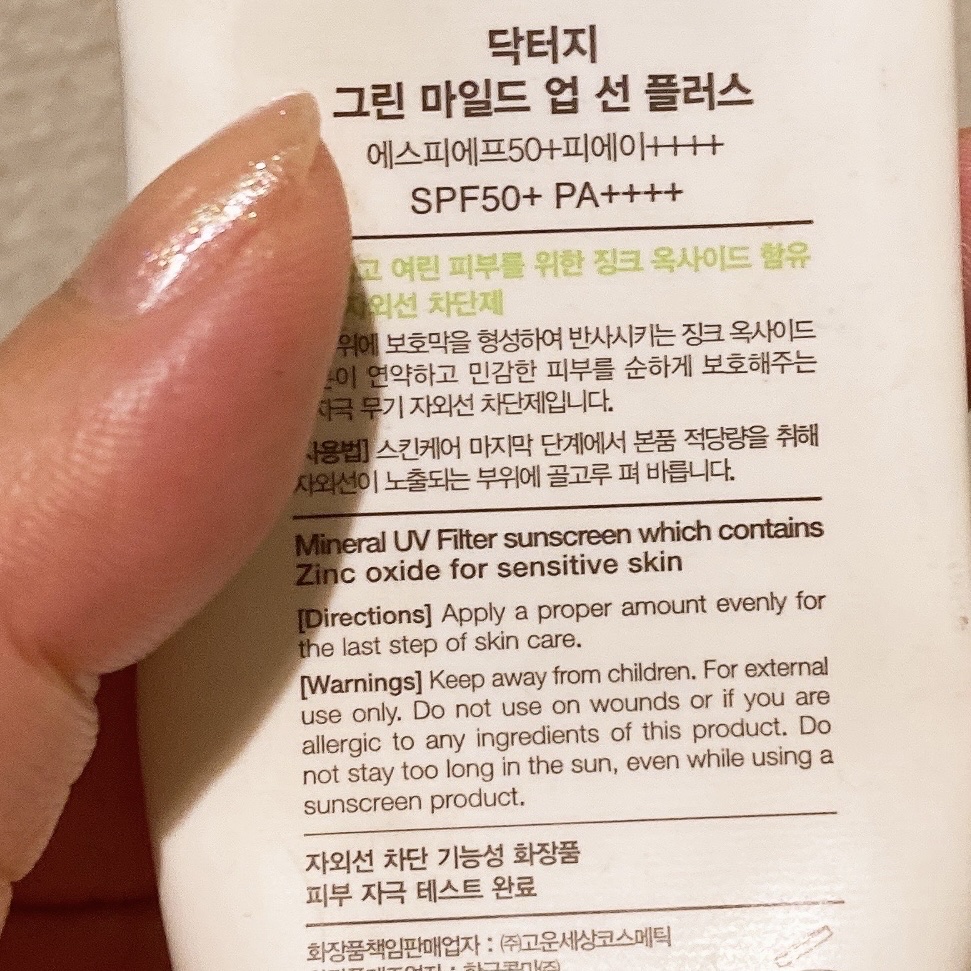 닥터지
그린 마일드 업 선 플러스
에스피에프50+피에이++++
SPF50+ PA++++
여린 피부를 위한 징크 옥사이드 함유
자외선 차단제
위에 보호막을 형성하여 반사시키는 징크 옥사이드
연약하고 민감한 피부를 순하게 보호해주는
무기 자외선 차단제입니다.
스킨케어 마지막 단계에서 본품 적당량을 취해
자외선이 노출되는 부위에 골고루 펴 바릅니다.
Mineral UV Filter sunscreen which contains
Zinc oxide for sensitive skin
[Directions] Apply a proper amount evenly for
the last step of skin care.
[Warnings] Keep away from children. For external
use only. Do not use on wounds or if you are
allergic to any ingredients of this product. Do
not stay too long in the sun, even while using a
sunscreen product.
자외선 차단 기능성 화장품
피부 자극 테스트 완료
화장품책임판매업자 : ㈜고운세상코스메틱